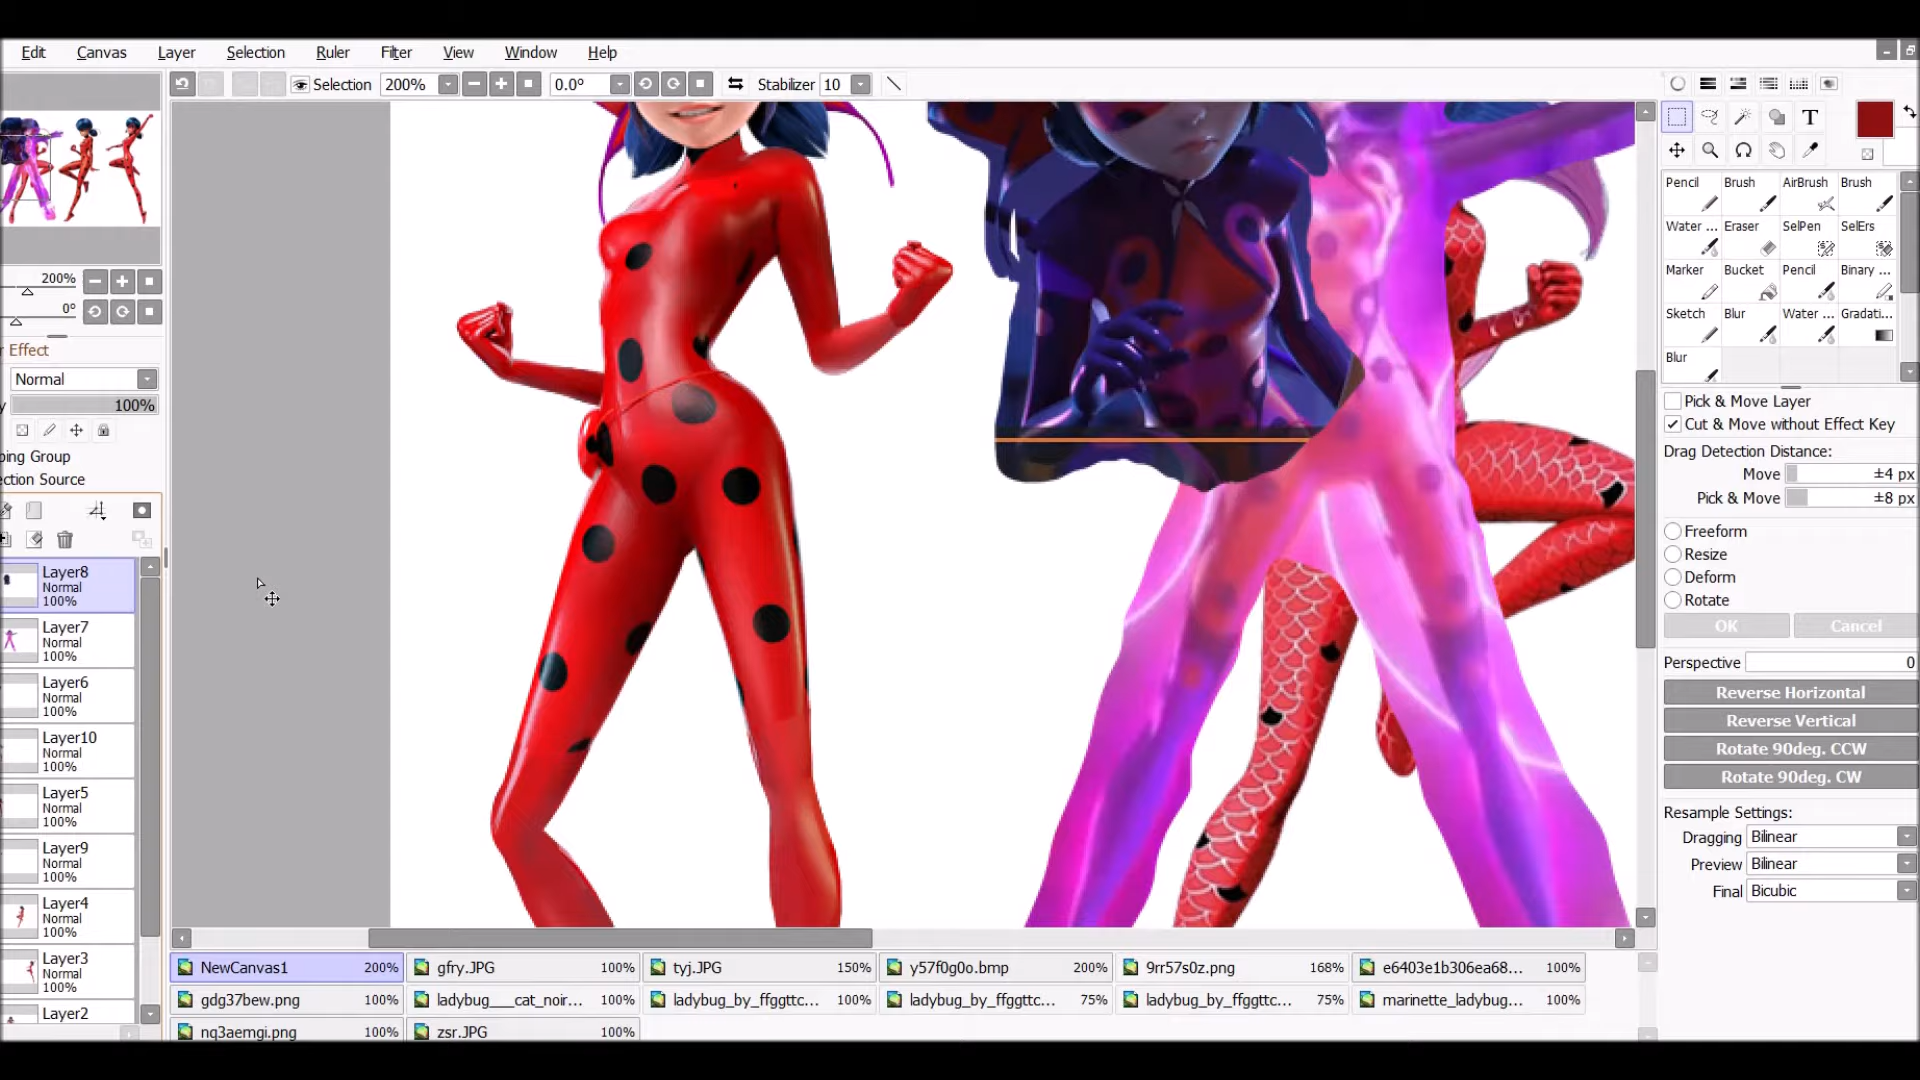 Edit Canvas Layer Selection Ruler Filter View Window Help
Selection 200% 0.0° Stabilizer 10
T
Pencil Brush AirBrush Brush
Water ... Eraser SelPen SelErs
Marker Bucket Pencil Binary ...
Sketch Blur Water ... Gradati...
Blur
200%
0°
Effect
Normal
100%
ping Group
ection Source
Layer8
Normal
100%
Layer7
Normal
100%
Layer6
Normal
100%
Layer10
Normal
100%
Layer5
Normal
100%
Layer9
Normal
100%
Layer4
Normal
100%
Layer3
Normal
100%
Layer2
Pick & Move Layer
Cut & Move without Effect Key
Drag Detection Distance:
Move ±4 px
Pick & Move ±8 px
Freeform
Resize
Deform
Rotate
OK Cancel
Perspective 0
Reverse Horizontal
Reverse Vertical
Rotate 90deg. CCW
Rotate 90deg. CW
Resample Settings:
Dragging Bilinear
Preview Bilinear
Final Bicubic
NewCanvas1 200% gfry.JPG 100% tyj.JPG 150% y57f0g0o.bmp 200% 9rr57s0z.png 168% e6403e1b306ea68... 100%
gdg37bew.png 100% ladybug___cat_noir... 100% ladybug_by_ffggttc... 100% ladybug_by_ffggttc... 75% ladybug_by_ffggttc... 75% marinette_ladybug... 100%
nq3aemgi.png 100% zsr.JPG 100%